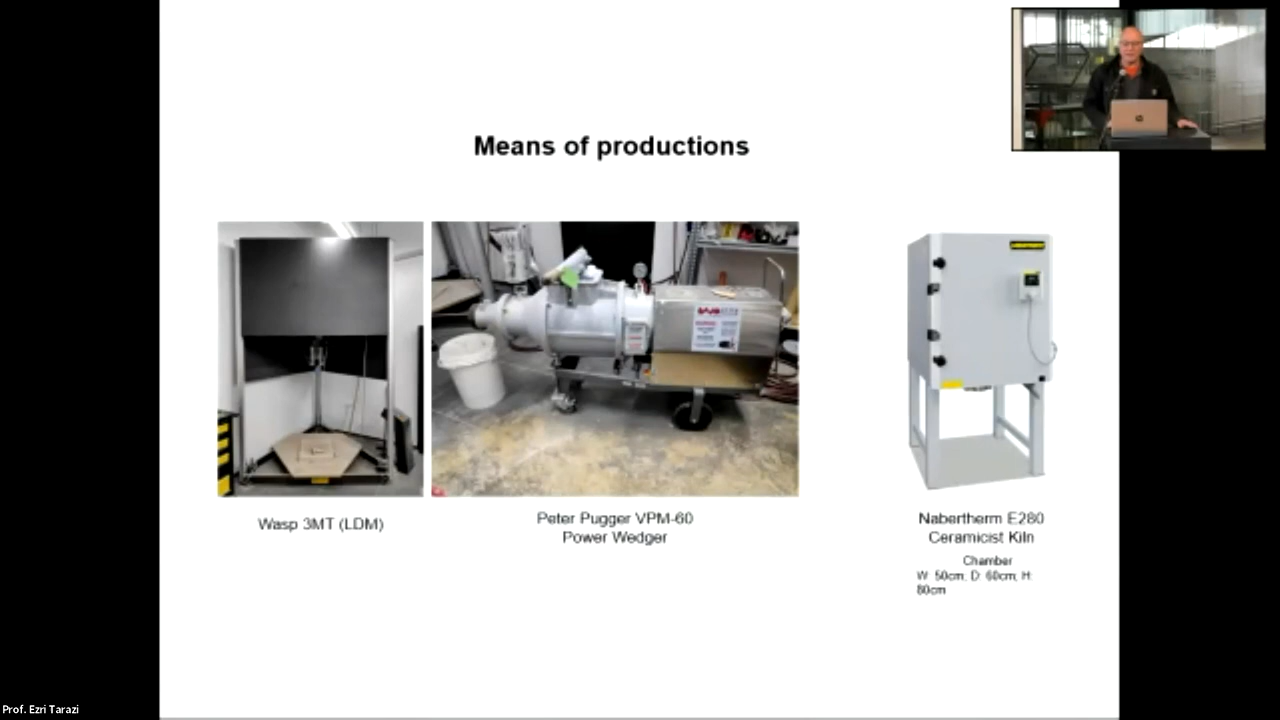 Means of productions
Wasp 3MT (LDM)
Peter Pugger VPM-60
Power Wedger
Nabertherm E280
Ceramicist Kiln
Chamber
W: 50cm, D: 60cm, H:
80cm
Prof. Ezri Tarazi